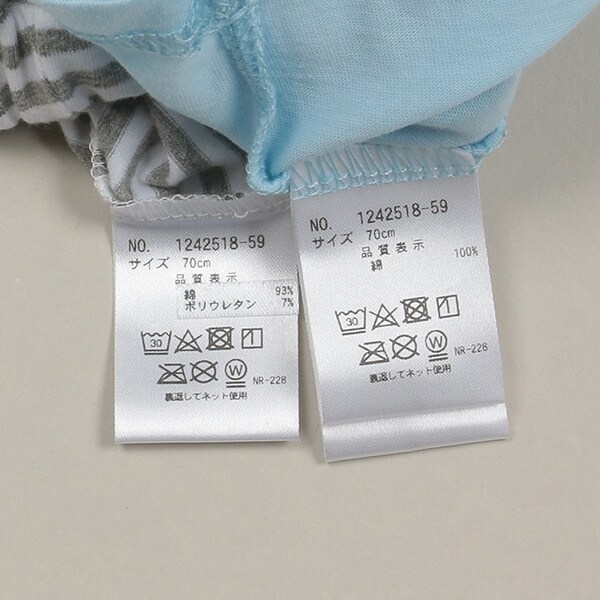 NO. 1242518-59
サイズ 70cm
品質表示
綿 93%
ポリウレタン 7%
30
W
NR-228
裏返してネット使用
NO. 1242518-59
サイズ 70cm
品質表示
綿 100%
30
W
NR-228
裏返してネット使用